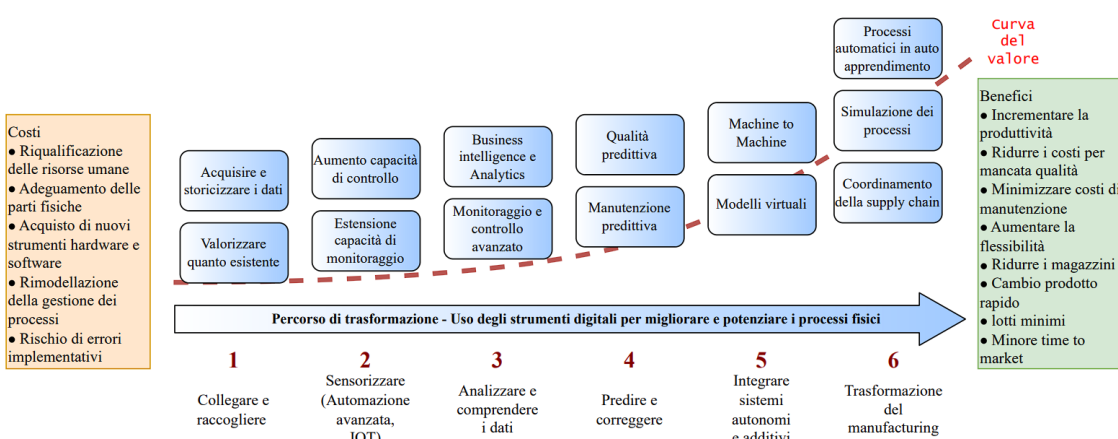 Curva
del
valore
Processi
automatici in auto
apprendimento
Simulazione dei
processi
Coordinamento
della supply chain
Machine to
Machine
Modelli virtuali
Qualità
predittiva
Manutenzione
predittiva
Business
intelligence e
Analytics
Monitoraggio e
controllo
avanzato
Aumento capacità
di controllo
Estensione
capacità di
monitoraggio
Acquisire e
storicizzare i dati
Valorizzare
quanto esistente
Costi
● Riqualificazione
delle risorse umane
● Adeguamento delle
parti fisiche
● Acquisto di nuovi
strumenti hardware e
software
● Rimodellazione
della gestione dei
processi
● Rischio di errori
implementativi
Benefici
● Incrementare la
produttività
● Ridurre i costi per
mancata qualità
● Minimizzare costi di
manutenzione
● Aumentare la
flessibilità
● Ridurre i magazzini
● Cambio prodotto
rapido
● lotti minimi
● Minore time to
market
Percorso di trasformazione - Uso degli strumenti digitali per migliorare e potenziare i processi fisici
1
Collegare e
raccogliere
2
Sensorizzare
(Automazione
avanzata,
IOT)
3
Analizzare e
comprendere
i dati
4
Predire e
correggere
5
Integrare
sistemi
autonomi
e additivi
6
Trasformazione
del
manufacturing